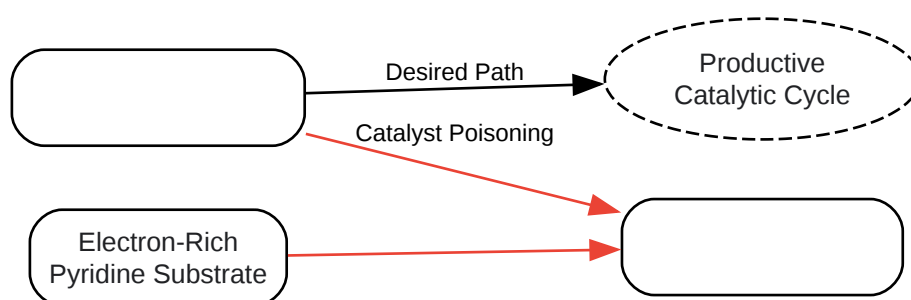 Desired Path
Productive
Catalytic Cycle
Catalyst Poisoning
Electron-Rich
Pyridine Substrate